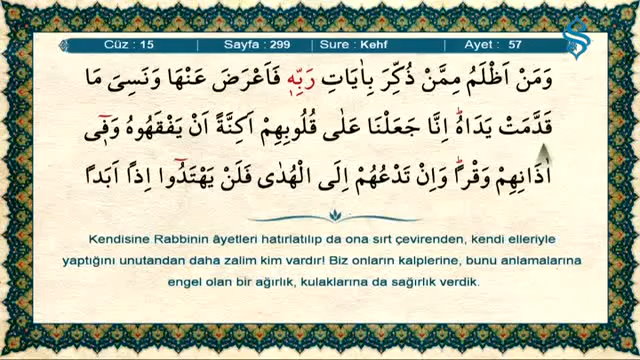 Cüz : 15 Sayfa : 299 Sure : Kehf Ayet : 57
وَمَنْ اَظْلَمُ مِمَّنْ ذُكِّرَ بِاٰيَاتِ رَبِّه۪ فَاَعْرَضَ عَنْهَا وَنَسِيَ مَا
قَدَّمَتْ يَدَاهُۜ اِنَّا جَعَلْنَا عَلٰى قُلُوبِهِمْ اَكِنَّةً اَنْ يَفْقَهُوهُ وَف۪ٓي
اٰذَانِهِمْ وَقْراًۜ وَاِنْ تَدْعُهُمْ اِلَى الْهُدٰى فَلَنْ يَهْتَدُٓوا اِذاً اَبَداً
Kendisine Rabbinin âyetleri hatırlatılıp da ona sırt çevirenden, kendi elleriyle
yaptığını unutandan daha zalim kim vardır! Biz onların kalplerine, bunu anlamalarına
engel olan bir ağırlık, kulaklarına da sağırlık verdik.